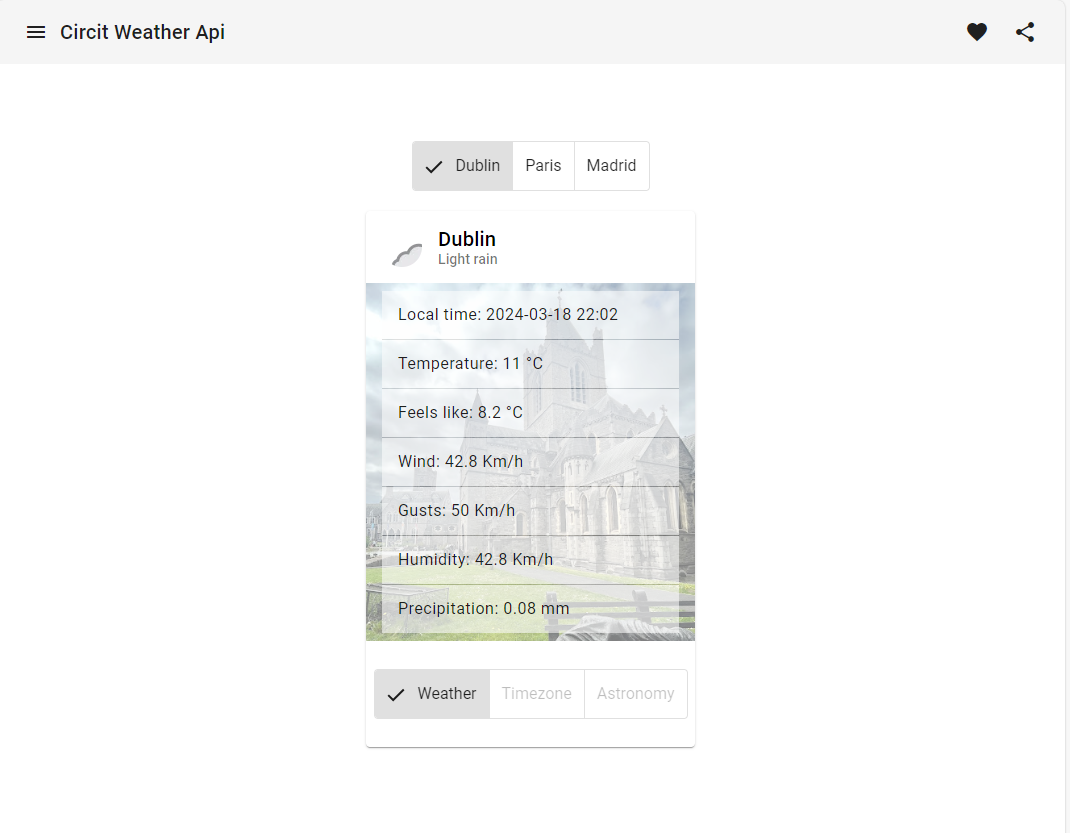 Circit Weather Api
Dublin Paris Madrid
Dublin
Light rain
Local time: 2024-03-18 22:02
Temperature: 11 °C
Feels like: 8.2 °C
Wind: 42.8 Km/h
Gusts: 50 Km/h
Humidity: 42.8 Km/h
Precipitation: 0.08 mm
Weather Timezone Astronomy